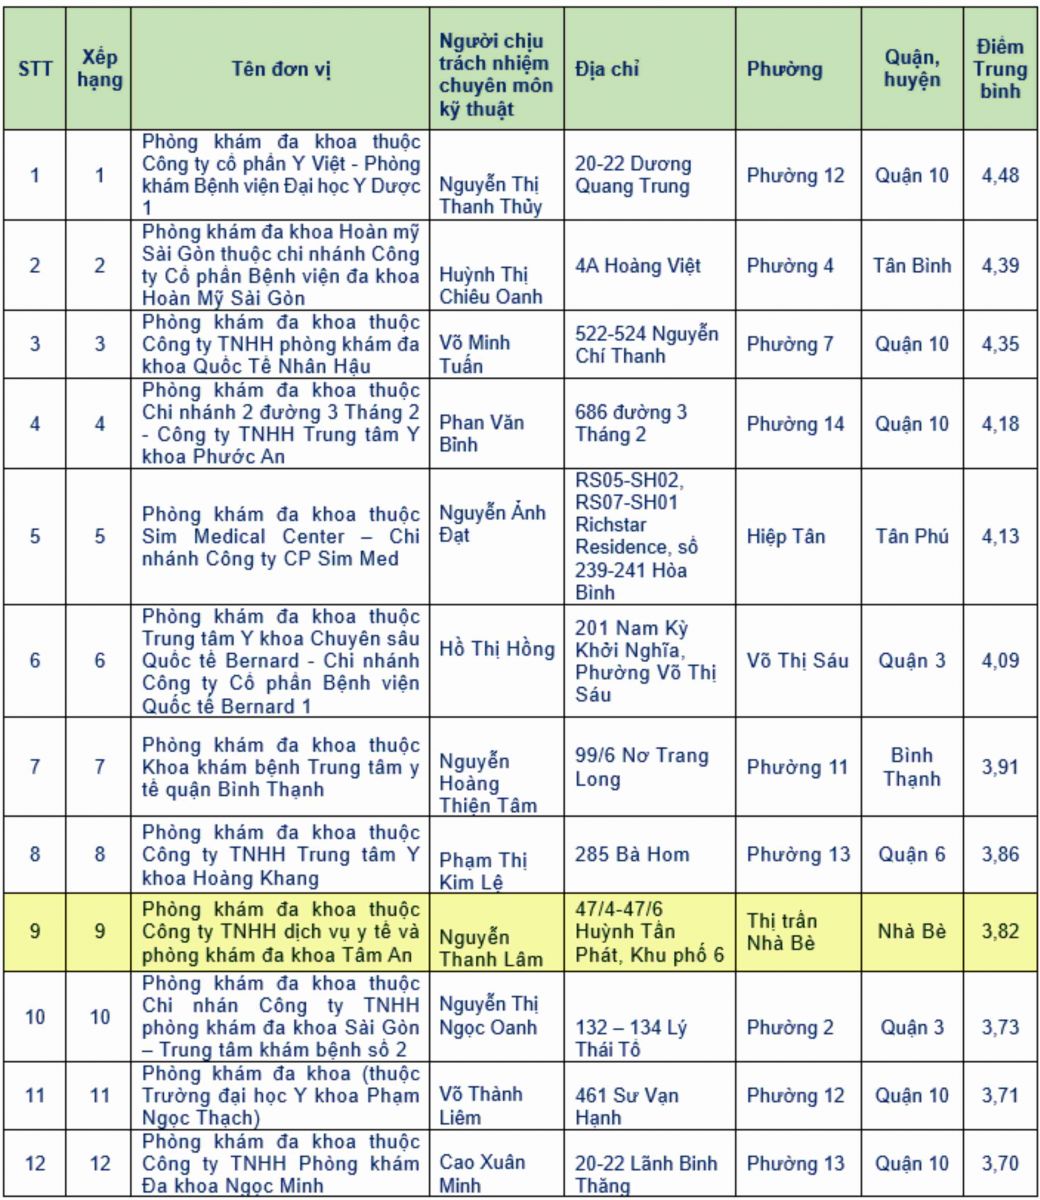 STT
Xếp
hạng
Tên đơn vị
Người chịu
trách nhiệm
chuyên môn
kỹ thuật
Địa chỉ
Phường
Quận,
huyện
Điểm
Trung
bình
1
1
Phòng khám đa khoa thuộc
Công ty cổ phần Y Việt - Phòng
khám Bệnh viện Đại học Y Dược
1
Nguyễn Thị
Thanh Thủy
20-22 Dương
Quang Trung
Phường 12
Quận 10
4,48
2
2
Phòng khám đa khoa Hoàn mỹ
Sài Gòn thuộc chi nhánh Công
ty Cổ phần Bệnh viện đa khoa
Hoàn Mỹ Sài Gòn
Huỳnh Thị
Chiêu Oanh
4A Hoàng Việt
Phường 4
Tân Bình
4,39
3
3
Phòng khám đa khoa thuộc
Công ty TNHH phòng khám đa
khoa Quốc Tế Nhân Hậu
Võ Minh
Tuấn
522-524 Nguyễn
Chí Thanh
Phường 7
Quận 10
4,35
4
4
Phòng khám đa khoa thuộc
Chi nhánh 2 đường 3 Tháng 2
- Công ty TNHH Trung tâm Y
khoa Phước An
Phan Văn
Bỉnh
686 đường 3
Tháng 2
Phường 14
Quận 10
4,18
5
5
Phòng khám đa khoa thuộc
Sim Medical Center – Chi
nhánh Công ty CP Sim Med
Nguyễn Ảnh
Đạt
RS05-SH02,
RS07-SH01
Richstar
Residence, số
239-241 Hòa
Bình
Hiệp Tân
Tân Phú
4,13
6
6
Phòng khám đa khoa thuộc
Trung tâm Y khoa Chuyên sâu
Quốc tế Bernard - Chi nhánh
Công ty Cổ phần Bệnh viện
Quốc tế Bernard 1
Hồ Thị Hồng
201 Nam Kỳ
Khởi Nghĩa,
Phường Võ Thị
Sáu
Võ Thị Sáu
Quận 3
4,09
7
7
Phòng khám đa khoa thuộc
Khoa khám bệnh Trung tâm y
tế quận Bình Thạnh
Nguyễn
Hoàng
Thiện Tâm
99/6 Nơ Trang
Long
Phường 11
Bình
Thạnh
3,91
8
8
Phòng khám đa khoa thuộc
Công ty TNHH Trung tâm Y
khoa Hoàng Khang
Phạm Thị
Kim Lệ
285 Bà Hom
Phường 13
Quận 6
3,86
9
9
Phòng khám đa khoa thuộc
Công ty TNHH dịch vụ y tế và
phòng khám đa khoa Tâm An
Nguyễn
Thanh Lâm
47/4-47/6
Huỳnh Tấn
Phát, Khu phố 6
Thị trấn
Nhà Bè
Nhà Bè
3,82
10
10
Phòng khám đa khoa thuộc
Chi nhán Công ty TNHH
phòng khám đa khoa Sài Gòn
– Trung tâm khám bệnh số 2
Nguyễn Thị
Ngọc Oanh
132 – 134 Lý
Thái Tổ
Phường 2
Quận 3
3,73
11
11
Phòng khám đa khoa (thuộc
Trường đại học Y khoa Phạm
Ngọc Thạch)
Võ Thành
Liêm
461 Sư Vạn
Hạnh
Phường 12
Quận 10
3,71
12
12
Phòng khám đa khoa thuộc
Công ty TNHH Phòng khám
Đa khoa Ngọc Minh
Cao Xuân
Minh
20-22 Lãnh Binh
Thăng
Phường 13
Quận 10
3,70